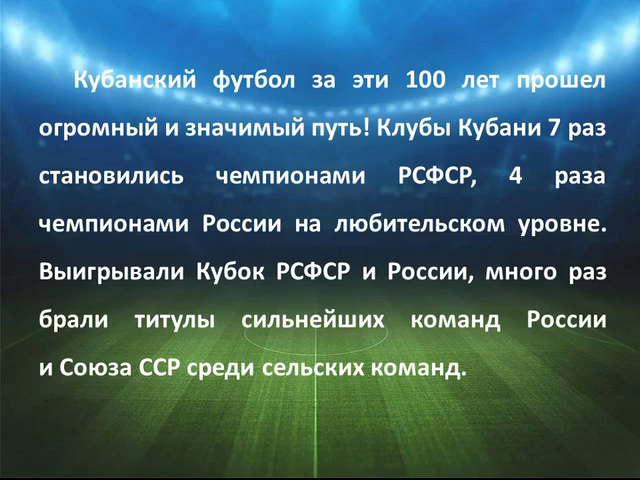 Кубанский футбол за эти 100 лет прошел
огромный и значимый путь! Клубы Кубани 7 раз
становились чемпионами РСФСР, 4 раза
чемпионами России на любительском уровне.
Выигрывали Кубок РСФСР и России, много раз
брали титулы сильнейших команд России
и Союза ССР среди сельских команд.